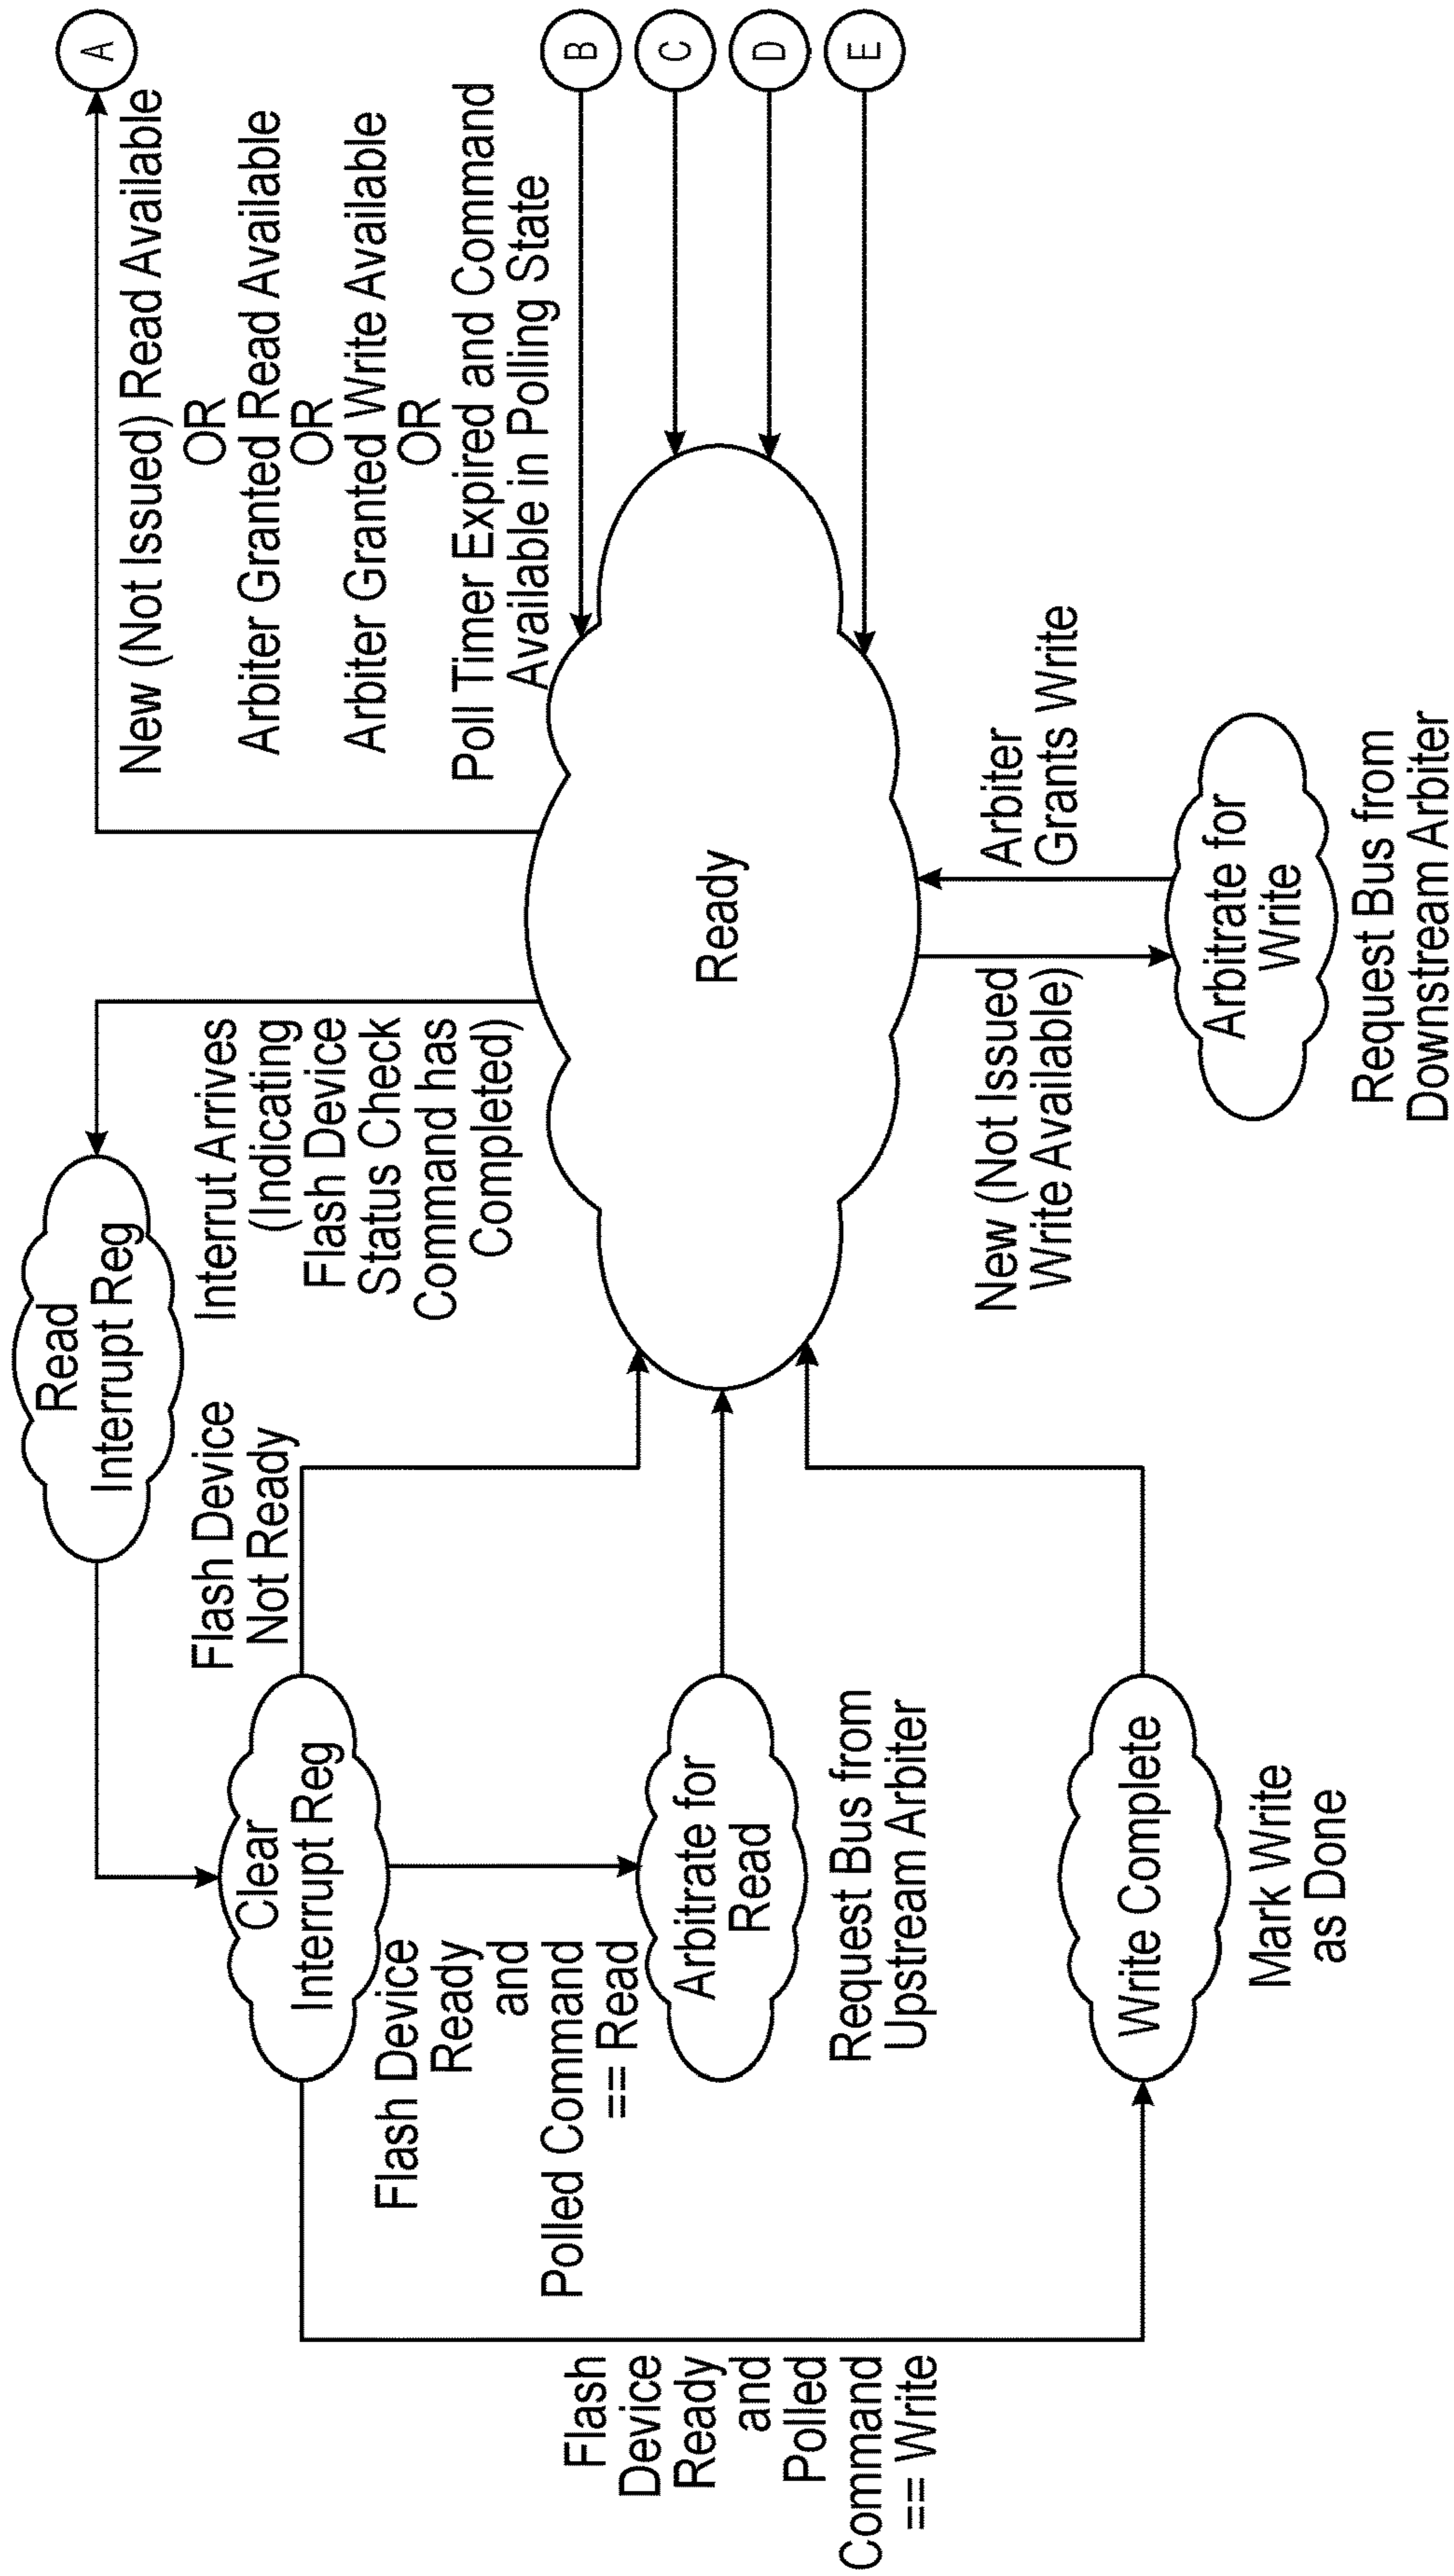 Read
Interrupt Reg
A
Interrut Arrives
(Indicating
Flash Device
Status Check
Command has
Completed)
New (Not Issued) Read Available
OR
Arbiter Granted Read Available
OR
Arbiter Granted Write Available
OR
Poll Timer Expired and Command
Available in Polling State
Flash Device
Not Ready
Clear
Interrupt Reg
Flash Device
Ready
and
Polled Command
== Read
Flash
Device
Ready
and
Polled
Command
== Write
Arbitrate for
Read
Request Bus from
Upstream Arbiter
Ready
B
C
D
E
New (Not Issued
Write Available)
Arbiter
Grants Write
Write Complete
Mark Write
as Done
Arbitrate for
Write
Request Bus from
Downstream Arbiter